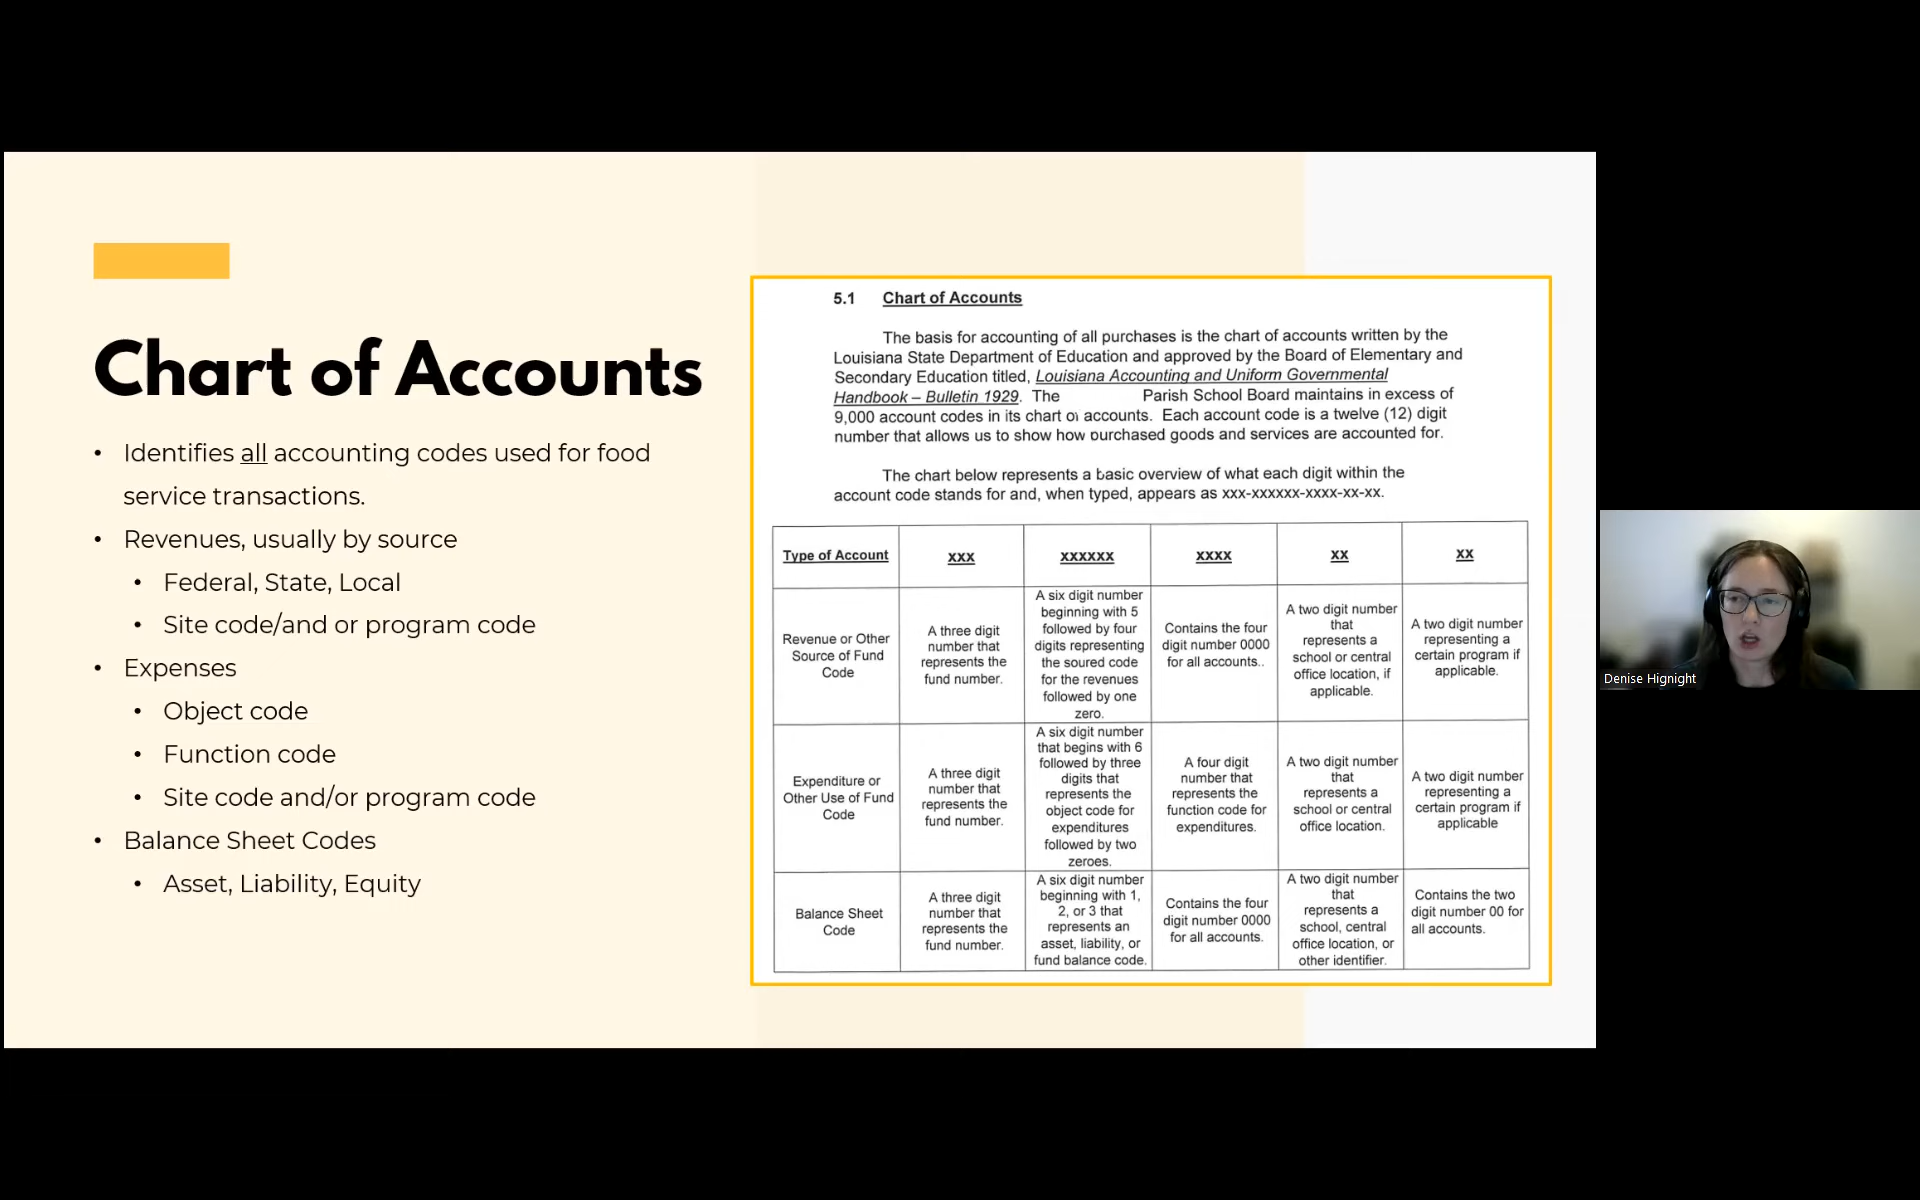 Chart of Accounts
• Identifies all accounting codes used for food
service transactions.
• Revenues, usually by source
• Federal, State, Local
• Site code/and or program code
• Expenses
• Object code
• Function code
• Site code and/or program code
• Balance Sheet Codes
• Asset, Liability, Equity
5.1 Chart of Accounts
The basis for accounting of all purchases is the chart of accounts written by the
Louisiana State Department of Education and approved by the Board of Elementary and
Secondary Education titled, Louisiana Accounting and Uniform Governmental
Handbook – Bulletin 1929. The Parish School Board maintains in excess of
9,000 account codes in its chart of accounts. Each account code is a twelve (12) digit
number that allows us to show how purchased goods and services are accounted for.
The chart below represents a basic overview of what each digit within the
account code stands for and, when typed, appears as xxx-xxxxxx-xxxx-xx-xx.
Type of Account
xxx
xxxxxx
xxxx
xx
xx
Revenue or Other
Source of Fund
Code
A three digit
number that
represents the
fund number.
A six digit number
beginning with 5
followed by four
digits representing
the soured code
for the revenues
followed by one
zero.
Contains the four
digit number 0000
for all accounts..
A two digit number
that
represents a
school or central
office location, if
applicable.
A two digit number
representing a
certain program if
applicable.
Expenditure or
Other Use of Fund
Code
A three digit
number that
represents the
fund number.
A six digit number
that begins with 6
followed by three
digits that
represents the
object code for
expenditures
followed by two
zeroes.
A four digit
number that
represents the
function code for
expenditures.
A two digit number
that
represents a
school or central
office location.
A two digit number
representing a
certain program if
applicable
Balance Sheet
Code
A three digit
number that
represents the
fund number.
A six digit number
beginning with 1,
2, or 3 that
represents an
asset, liability, or
fund balance code.
Contains the four
digit number 0000
for all accounts.
A two digit number
that
represents a
school, central
office location, or
other identifier.
Contains the two
digit number 00 for
all accounts.
Denise Hignight